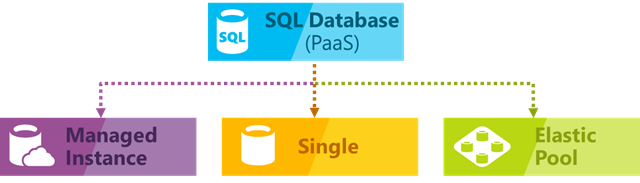 SQL
SQL Database
(PaaS)
Managed
Instance
Single
Elastic
Pool